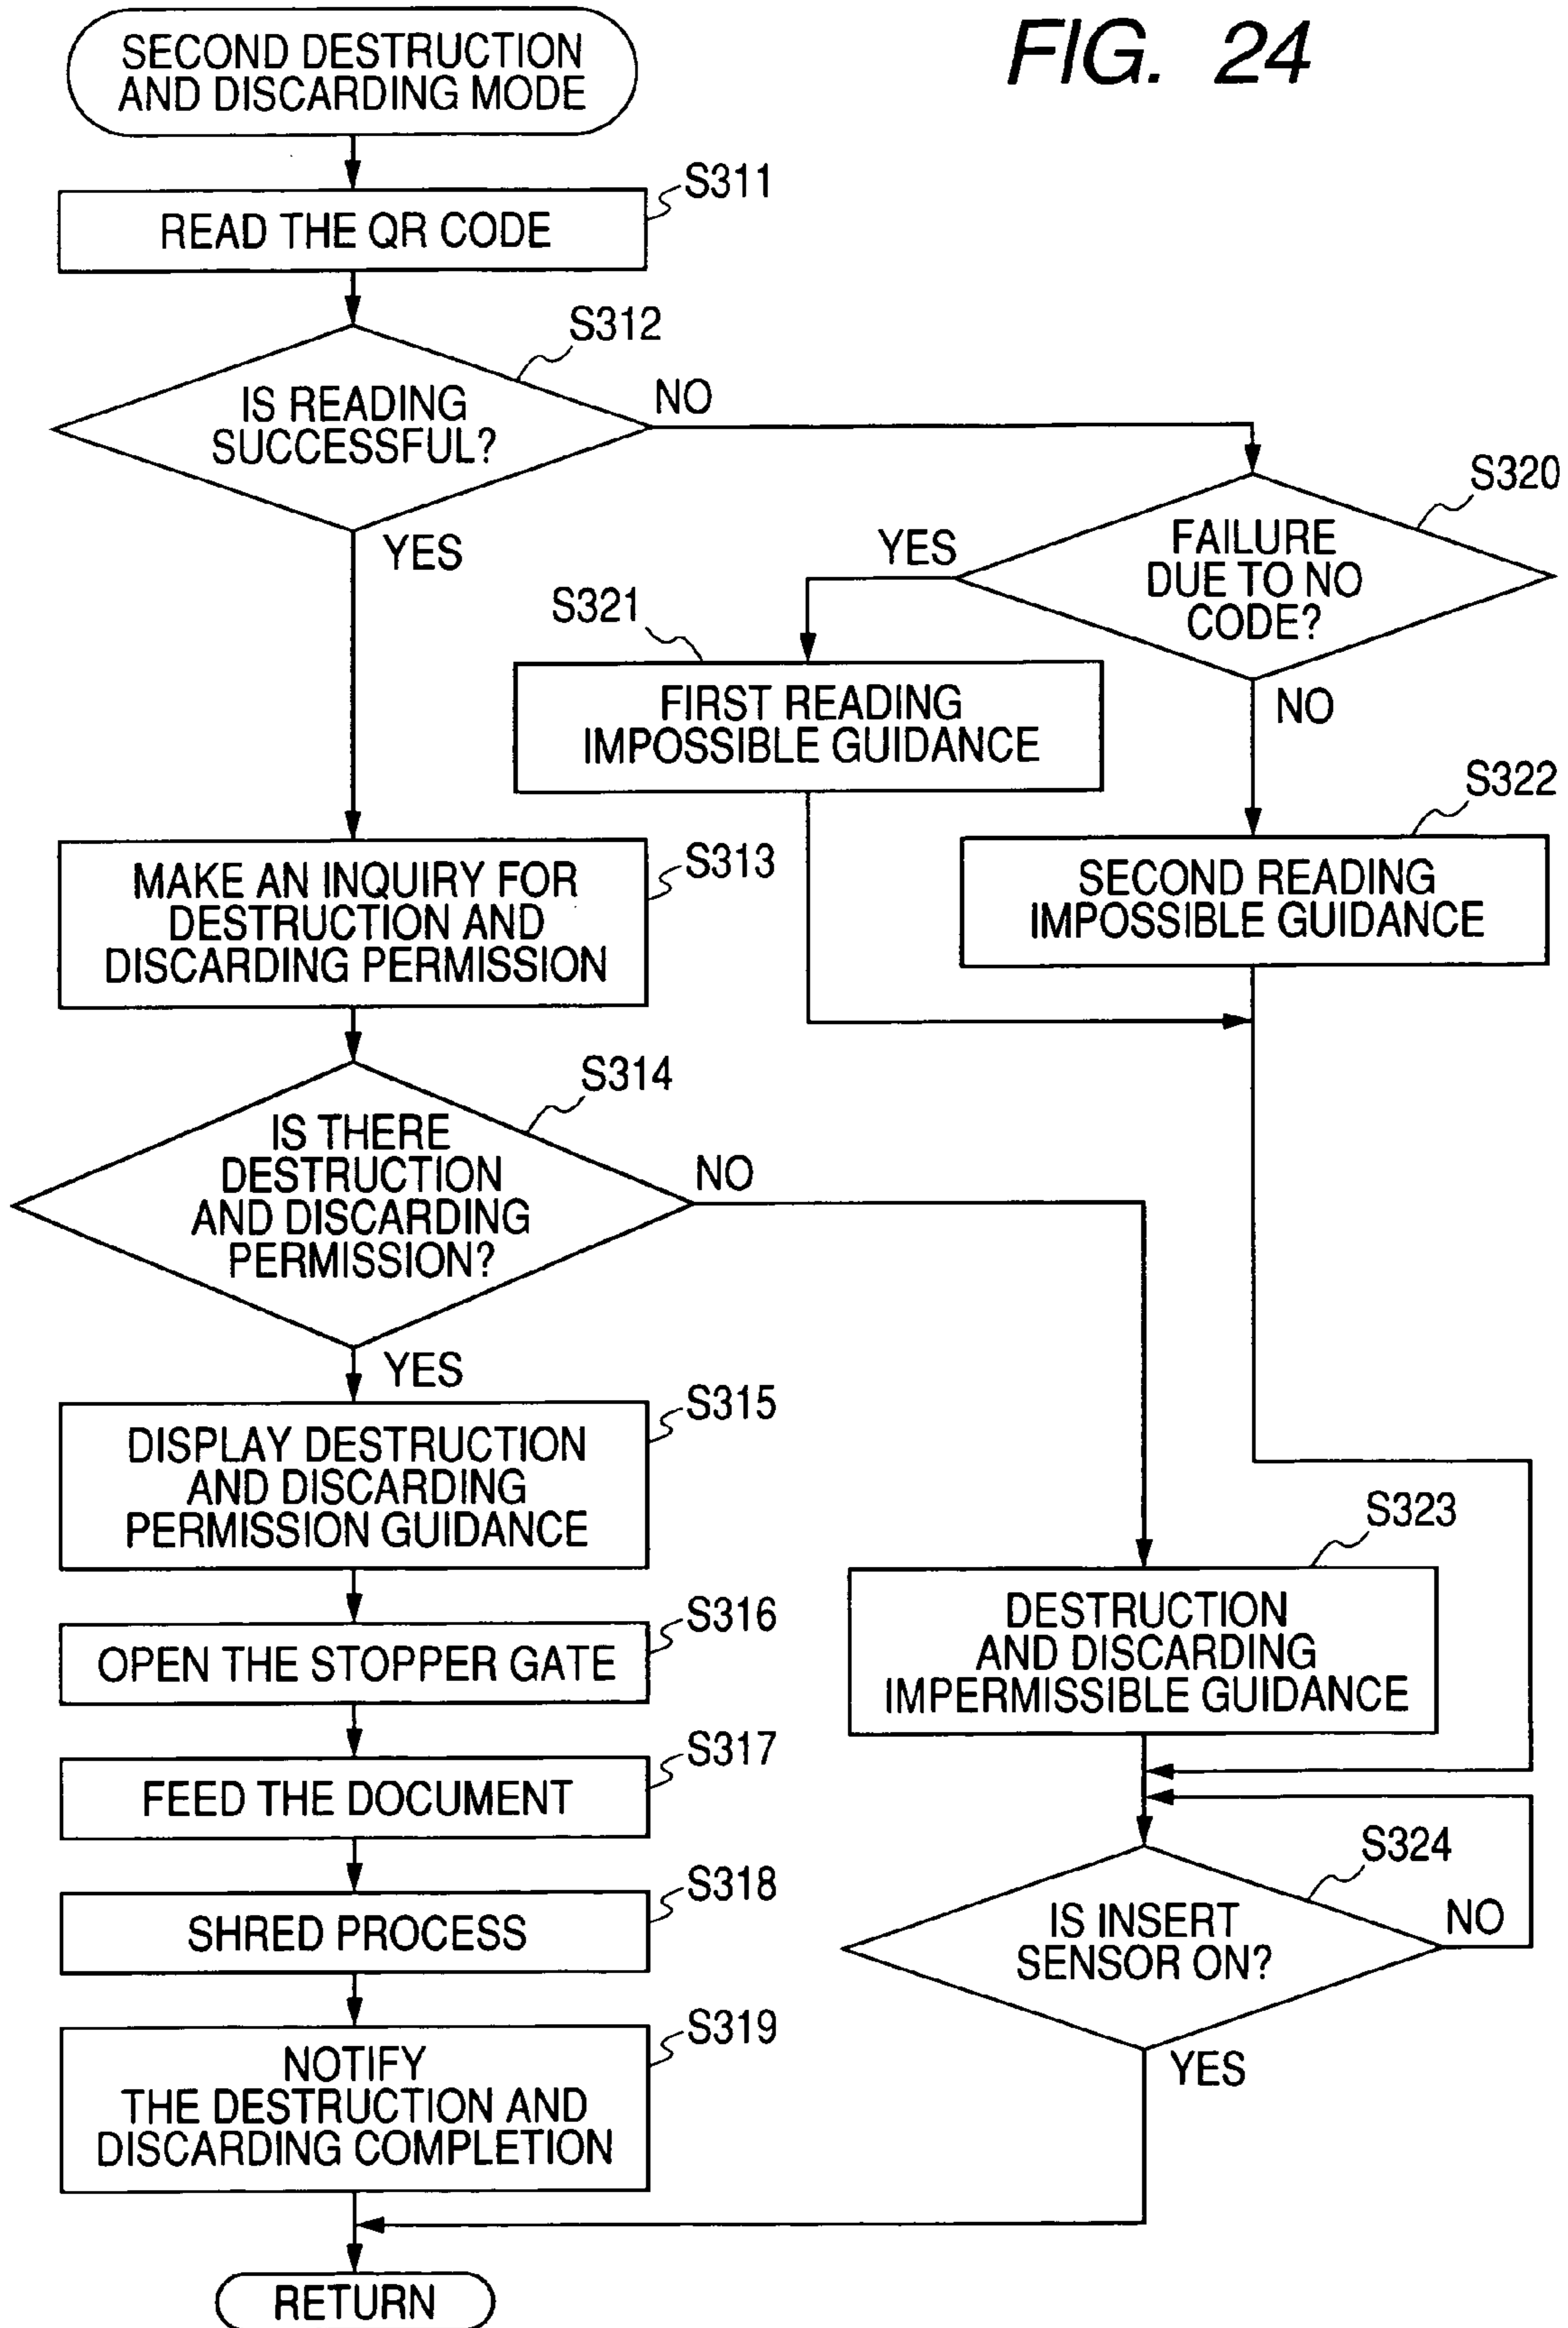 FIG. 24
SECOND DESTRUCTION
AND DISCARDING MODE
S311
READ THE QR CODE
S312
IS READING
SUCCESSFUL?
NO
YES
S320
FAILURE
DUE TO NO
CODE?
YES
NO
S321
FIRST READING
IMPOSSIBLE GUIDANCE
S322
SECOND READING
IMPOSSIBLE GUIDANCE
S313
MAKE AN INQUIRY FOR
DESTRUCTION AND
DISCARDING PERMISSION
S314
IS THERE
DESTRUCTION
AND DISCARDING
PERMISSION?
NO
YES
S315
DISPLAY DESTRUCTION
AND DISCARDING
PERMISSION GUIDANCE
S316
OPEN THE STOPPER GATE
S317
FEED THE DOCUMENT
S318
SHRED PROCESS
S319
NOTIFY
THE DESTRUCTION AND
DISCARDING COMPLETION
S323
DESTRUCTION
AND DISCARDING
IMPERMISSIBLE GUIDANCE
S324
IS INSERT
SENSOR ON?
NO
YES
RETURN